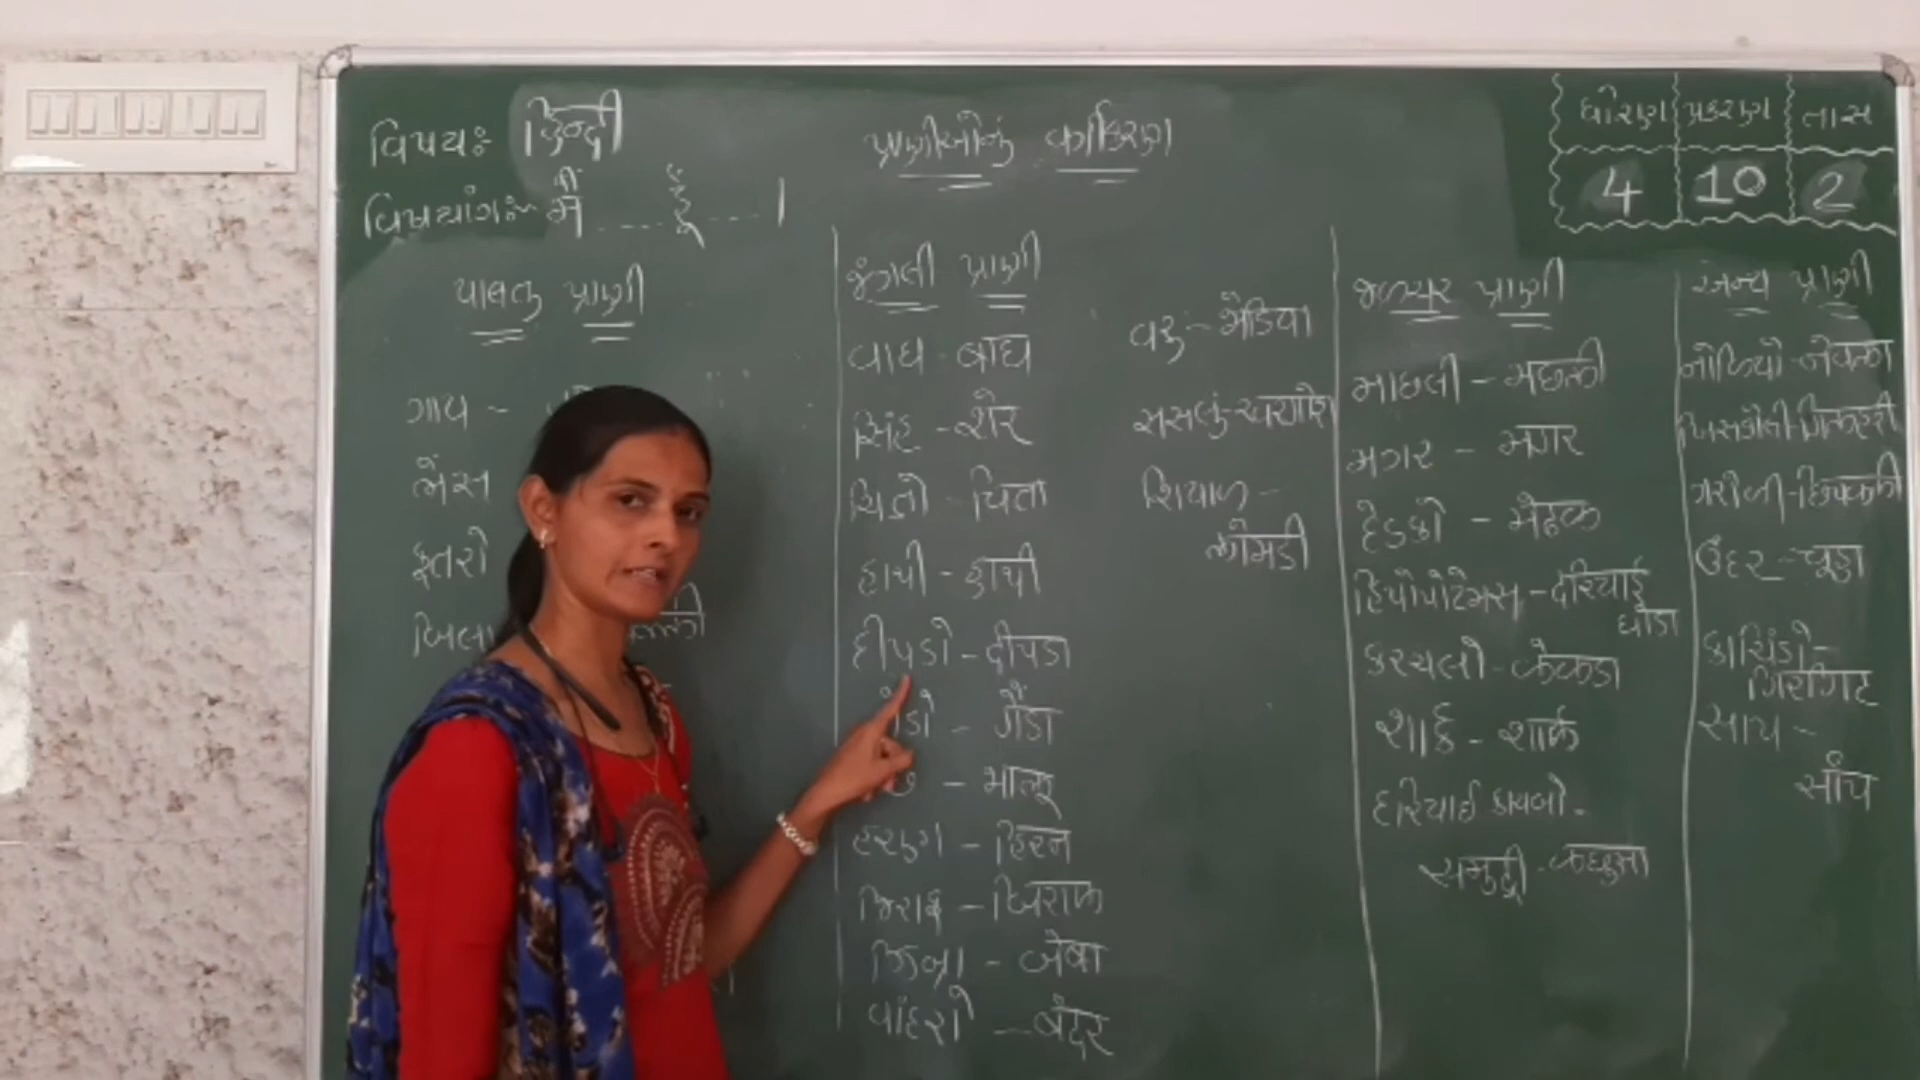 વિષયઃ हिन्दी
વિષયાંગઃ- मैं ..... हूँ ..... ।
પ્રાણીઓનું વર્ગીકરણ
ધોરણ પ્રકરણ તાસ
4 10 2
પાલતુ પ્રાણી
ગાય -
ભેંસ
કૂતરો
જંગલી પ્રાણી
વાઘ - बाघ
સિંહ - शेर
ચિત્તો - चिता
હાથી - हाथी
દીપડો - दीपडा
- गैंडा
- भालू
હરણ - हिरन
જિરાફ - जिराफ
ઝિબ્રા - जेब्रा
વાંદરો - बंदर
વરુ - भेडिया
સસલું - खरगोश
શિયાળ -
लोमडी
જળચર પ્રાણી
માછલી - मछली
મગર - मगर
દેડકો - मेढक
હિપોપોટેમસ - दरियाई
घोडा
કરચલો - केकडा
શાર્ક - शार्क
દરિયાઈ કાચબો -
समुद्री कछुआ
અન્ય પ્રાણી
નોળિયો - नेवला
ખિસકોલી - गिलहरी
ગરોળી - छिपकली
ઉંદર - चूहा
કાચિંડો -
गिरगिट
સાપ -
साँप